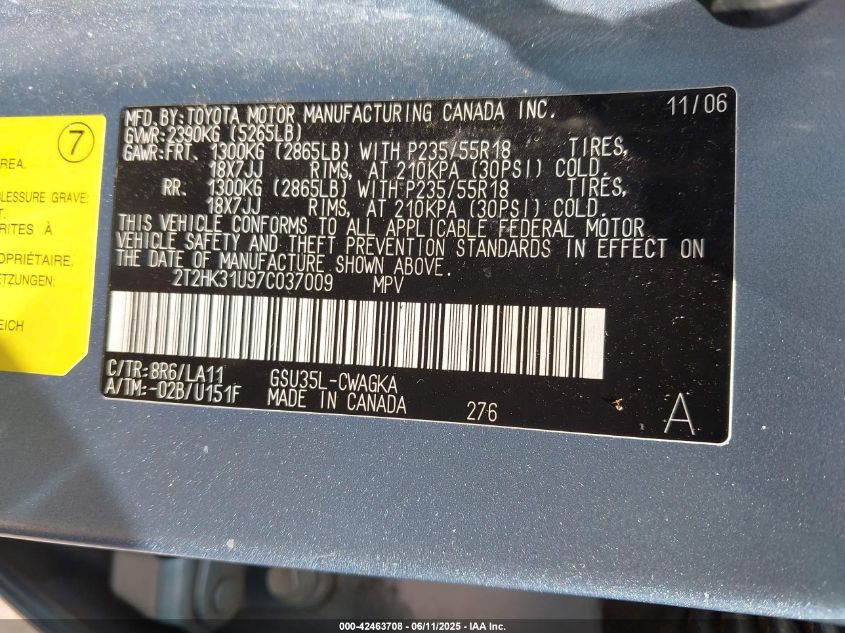 7
REA.
BLESSURE GRAVE:
T.
RITES À
PROPRIÉTAIRE.
ETZUNGEN:
EICH
MFD. BY: TOYOTA MOTOR MANUFACTURING CANADA INC. 11/06
GVWR: 2390KG (5265LB)
GAWR: FRT. 1300KG (2865LB) WITH P235/55R18 TIRES,
18X7JJ RIMS, AT 210KPA (30PSI) COLD.
RR. 1300KG (2865LB) WITH P235/55R18 TIRES,
18X7JJ RIMS, AT 210KPA (30PSI) COLD.
THIS VEHICLE CONFORMS TO ALL APPLICABLE FEDERAL MOTOR
VEHICLE SAFETY AND THEFT PREVENTION STANDARDS IN EFFECT ON
THE DATE OF MANUFACTURE SHOWN ABOVE.
2T2HK31U97C037009 MPV
C/TR: 8R6/LA11 GSU35L-CWAGKA
A/TM: -02B/U151F MADE IN CANADA 276 A
000-42463708 - 06/11/2025 - IAA Inc.